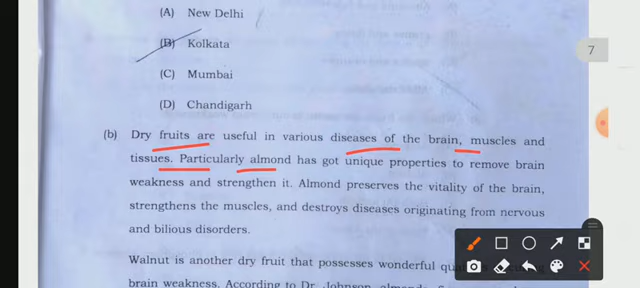 (A) New Delhi
(B) Kolkata
(C) Mumbai
(D) Chandigarh
7
(b) Dry fruits are useful in various diseases of the brain, muscles and
tissues. Particularly almond has got unique properties to remove brain
weakness and strengthen it. Almond preserves the vitality of the brain,
strengthens the muscles, and destroys diseases originating from nervous
and bilious disorders.
Walnut is another dry fruit that possesses wonderful
brain weakness. According to Dr. Johnson,